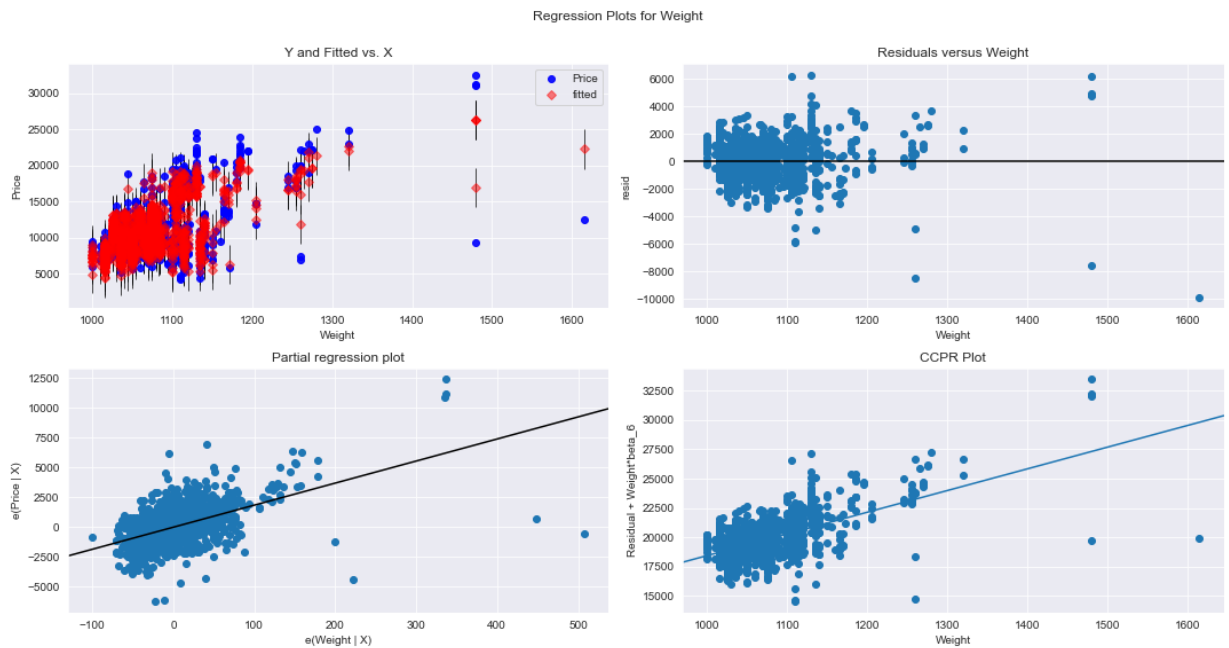 Regression Plots for Weight
Y and Fitted vs. X
Price
fitted
30000
25000
20000
15000
10000
5000
Price
1000 1100 1200 1300 1400 1500 1600
Weight
Residuals versus Weight
6000
4000
2000
0
−2000
−4000
−6000
−8000
−10000
resid
1000 1100 1200 1300 1400 1500 1600
Weight
Partial regression plot
12500
10000
7500
5000
2500
0
−2500
−5000
e(Price | X)
−100 0 100 200 300 400 500
e(Weight | X)
CCPR Plot
32500
30000
27500
25000
22500
20000
17500
15000
Residual + Weight*beta_6
1000 1100 1200 1300 1400 1500 1600
Weight